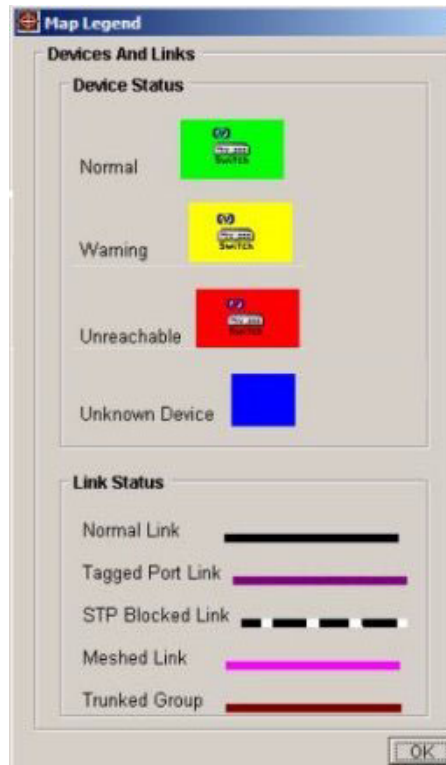 Map Legend
Devices And Links
Device Status
Normal
Switch
Warning
Switch
Unreachable
Switch
Unknown Device
Link Status
Normal Link
Tagged Port Link
STP Blocked Link
Meshed Link
Trunked Group
OK